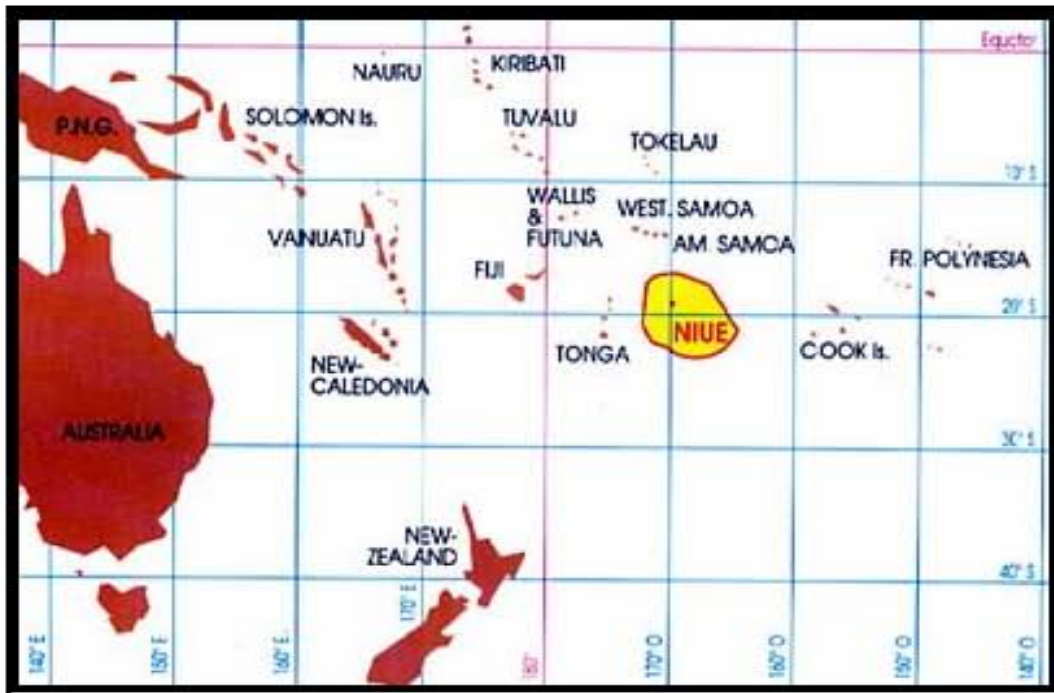 Equator
NAURU
KIRIBATI
P.N.G.
SOLOMON Is.
TUVALU
TOKELAU
10° S
WALLIS
&
FUTUNA
WEST. SAMOA
VANUATU
AM SAMOA
FIJI
FR. POLYNESIA
20° S
NIUE
TONGA
COOK Is.
NEW-
CALEDONIA
AUSTRALIA
30° S
NEW-
ZEALAND
40° S
140° E
150° E
160° E
170° E
180°
170° O
160° O
150° O
140° O